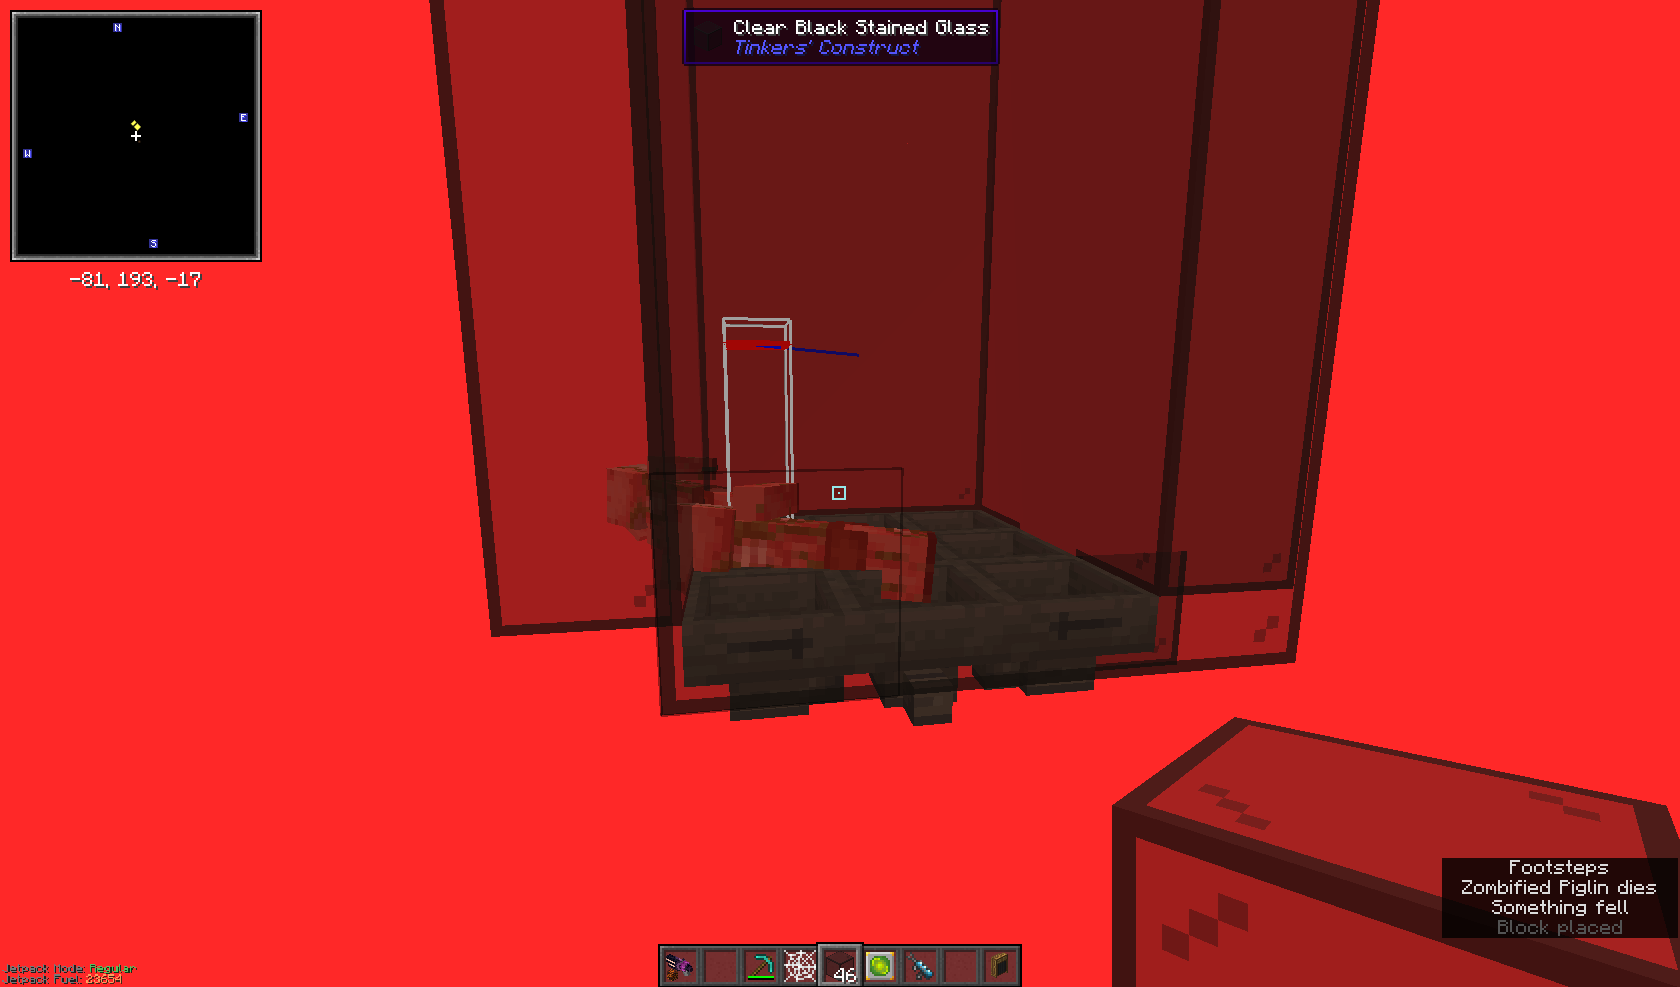 N
E
W
S
-81, 193, -17
Clear Black Stained Glass
Tinkers' Construct
Footsteps
Zombified Piglin dies
Something fell
Block placed
46
Jetpack Mode: Regular
Jetpack Fuel: 23654